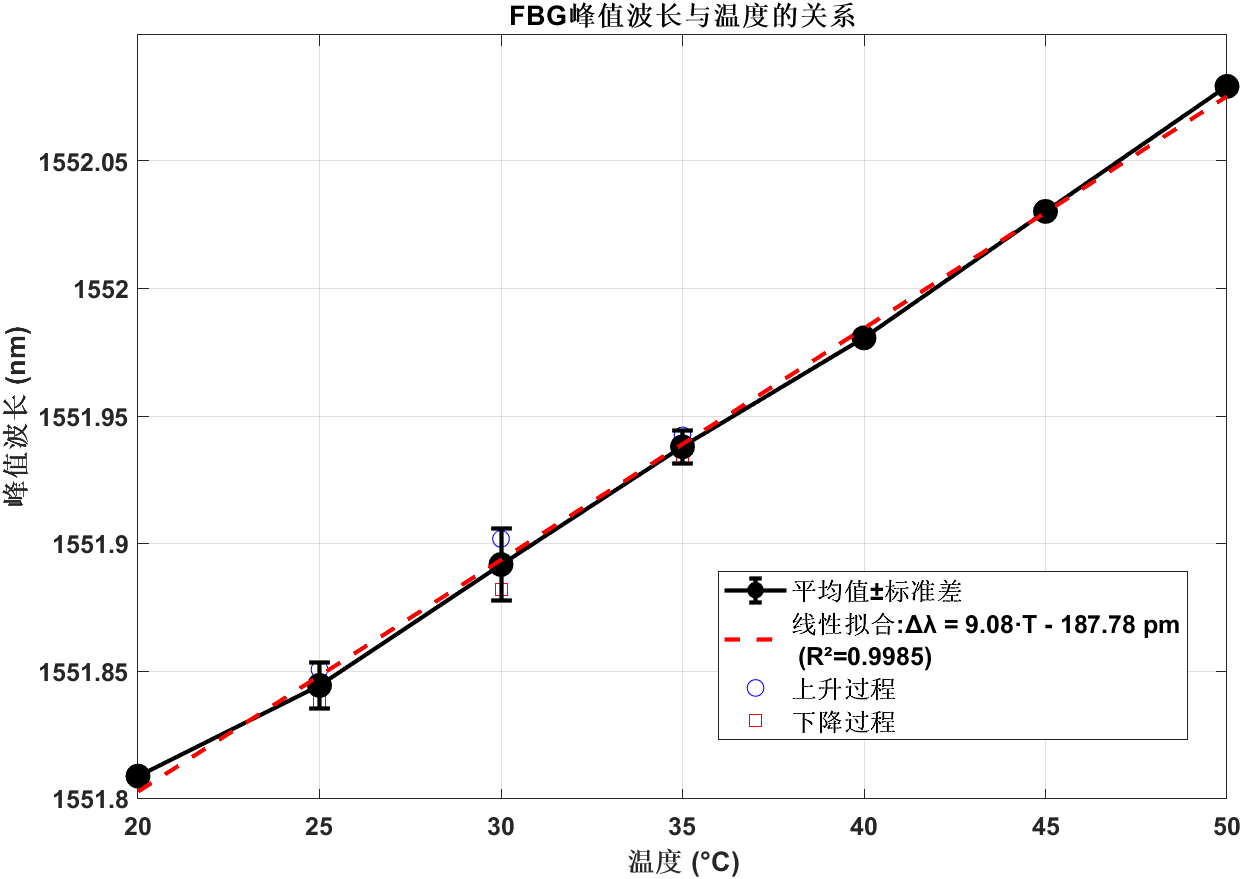 FBG峰值波长与温度的关系
峰值波长 (nm)
1552.05
1552
1551.95
1551.9
1551.85
1551.8
20 25 30 35 40 45 50
温度 (°C)
平均值±标准差
线性拟合:Δλ = 9.08·T - 187.78 pm
(R²=0.9985)
上升过程
下降过程